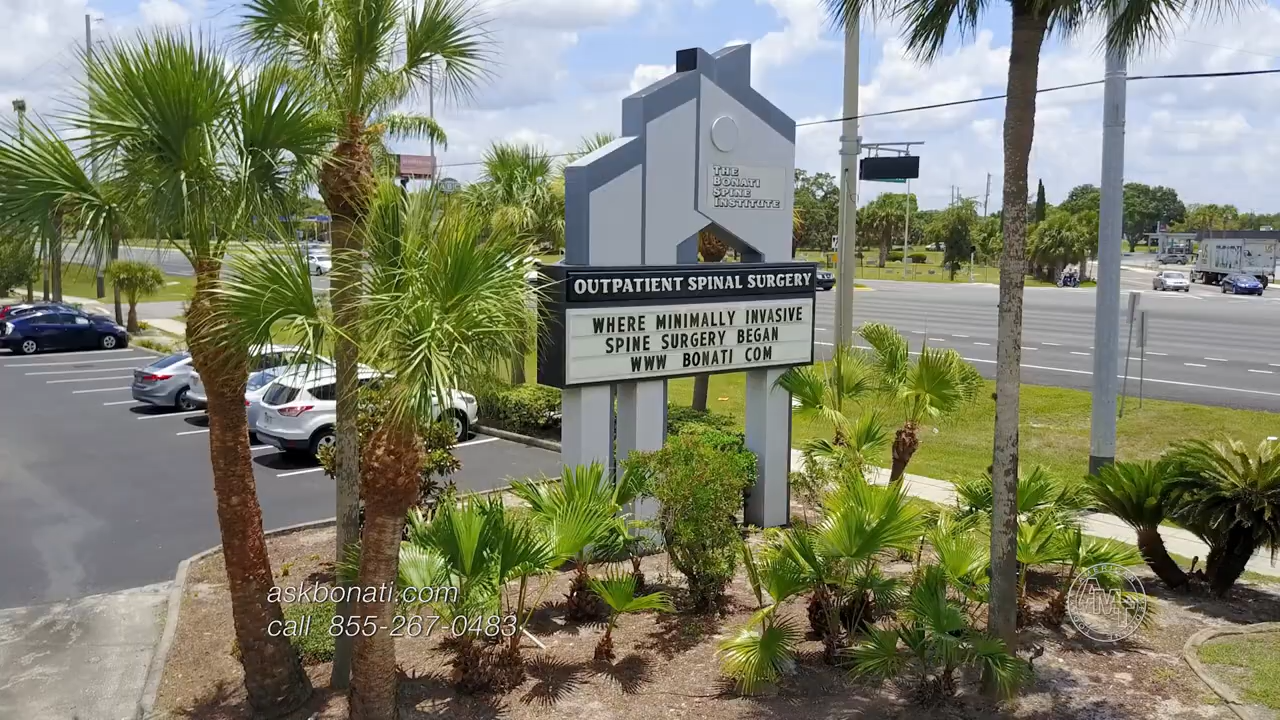 THE
BONATI
SPINE
INSTITUTE
OUTPATIENT SPINAL SURGERY
WHERE MINIMALLY INVASIVE
SPINE SURGERY BEGAN
WWW BONATI COM
askbonati.com
call 855-267-0483